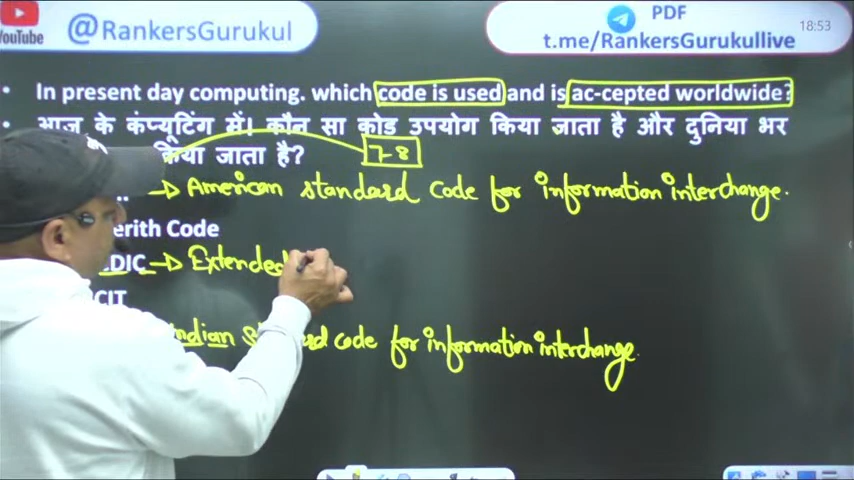 YouTube @RankersGurukul PDF 18:53
t.me/RankersGurukullive
• In present day computing. which code is used and is ac-cepted worldwide?
• आज के कंप्यूटिंग में। कौन सा कोड उपयोग किया जाता है और दुनिया भर
किया जाता है? 7-8
→ American standard code for information interchange.
erith Code
DIC → Extended
CIT
Indian code for information interchange.